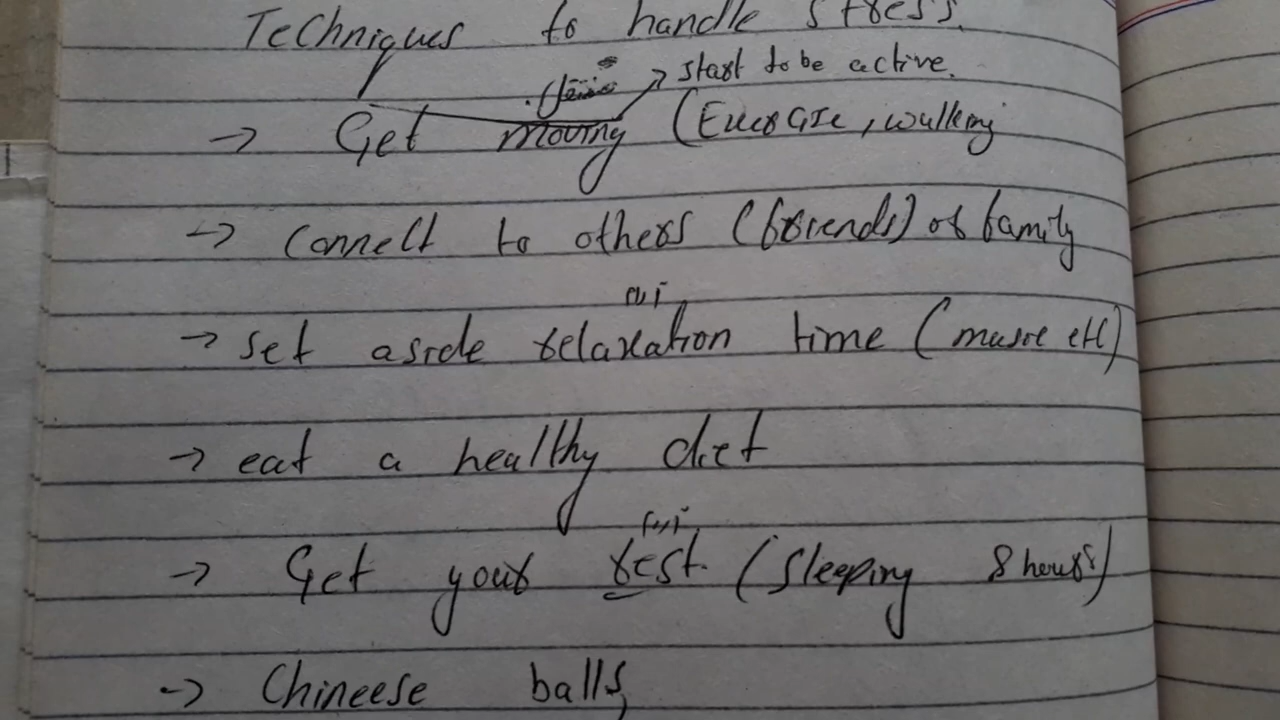 Techniques to handle stress.
start to be active.
→ Get moving (Exercise, walking
→ Connect to others (friends) of family
→ set aside relaxation time (music etc)
→ eat a healthy diet
→ Get your rest. (Sleeping 8 hours)
→ Chineese balls